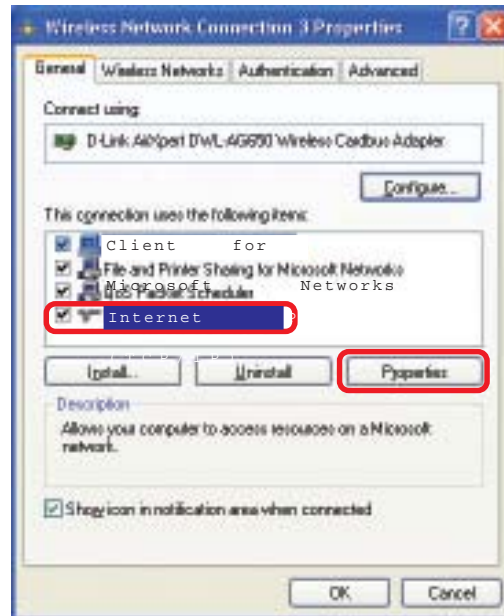 Wireless Network Connection 3 Properties
General Wireless Networks Authentication Advanced
Connect using:
D-Link AirXpert DWL-AG650 Wireless Cardbus Adapter
Configure...
This connection uses the following items:
Client for
File and Printer Sharing for Microsoft Networks
Microsoft Networks
QoS Packet Scheduler
Internet
Install... Uninstall Properties
Description
Allows your computer to access resources on a Microsoft
network.
Show icon in notification area when connected
OK Cancel